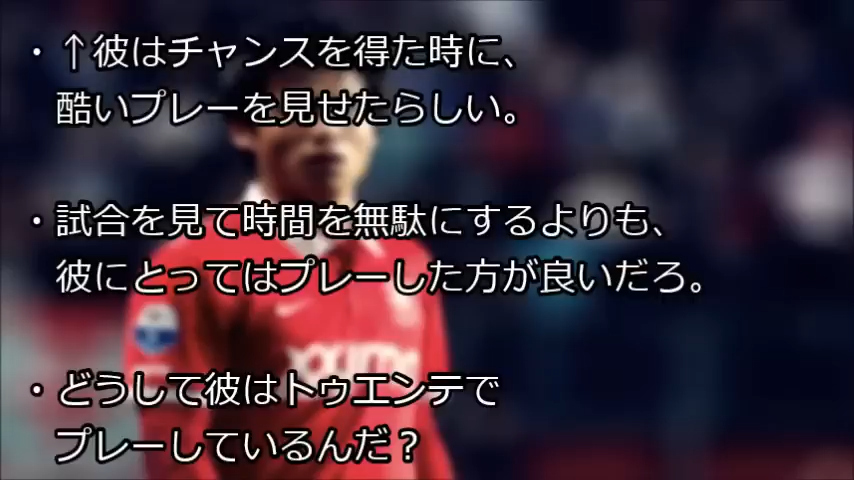 ・↑彼はチャンスを得た時に、
酷いプレーを見せたらしい。
・試合を見て時間を無駄にするよりも、
彼にとってはプレーした方が良いだろ。
・どうして彼はトゥエンテで
プレーしているんだ？